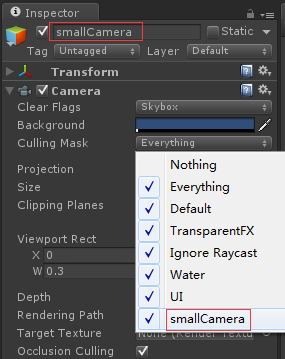 Inspector
smallCamera
Static
Tag Untagged Layer Default
Transform
Camera
Clear Flags Skybox
Background
Culling Mask Everything
Projection
Size
Clipping Planes
Viewport Rect
X 0
W 0.3
Depth
Rendering Path
Target Texture None (Render Texture)
Occlusion Culling
Nothing
Everything
Default
TransparentFX
Ignore Raycast
Water
UI
smallCamera